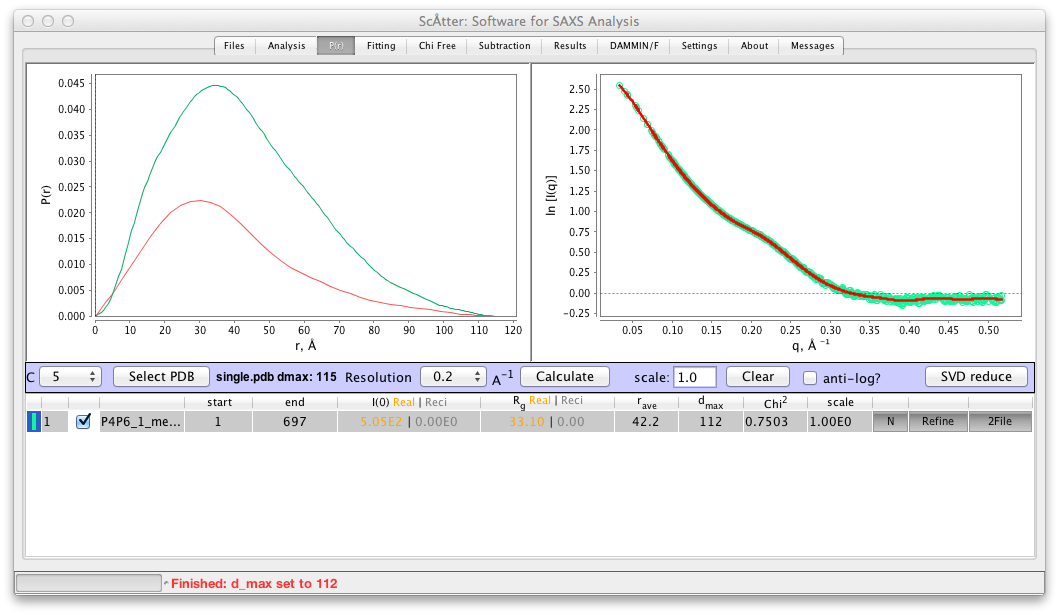 ScÅtter: Software for SAXS Analysis
Files Analysis P(r) Fitting Chi Free Subtraction Results DAMMIN/F Settings About Messages
P(r)
0.045
0.040
0.035
0.030
0.025
0.020
0.015
0.010
0.005
0.000
0 10 20 30 40 50 60 70 80 90 100 110 120
r, Å
ln [I(q)]
2.50
2.25
2.00
1.75
1.50
1.25
1.00
0.75
0.50
0.25
0.00
-0.25
0.05 0.10 0.15 0.20 0.25 0.30 0.35 0.40 0.45 0.50
q, Å⁻¹
C 5 Select PDB single.pdb dmax: 115 Resolution 0.2 A⁻¹ Calculate scale: 1.0 Clear anti-log? SVD reduce
start end I(0) Real | Reci Rg Real | Reci rave dmax Chi² scale
1 P4P6_1_me... 1 697 5.05E2 | 0.00E0 33.10 | 0.00 42.2 112 0.7503 1.00E0 N Refine 2File
Finished: d_max set to 112